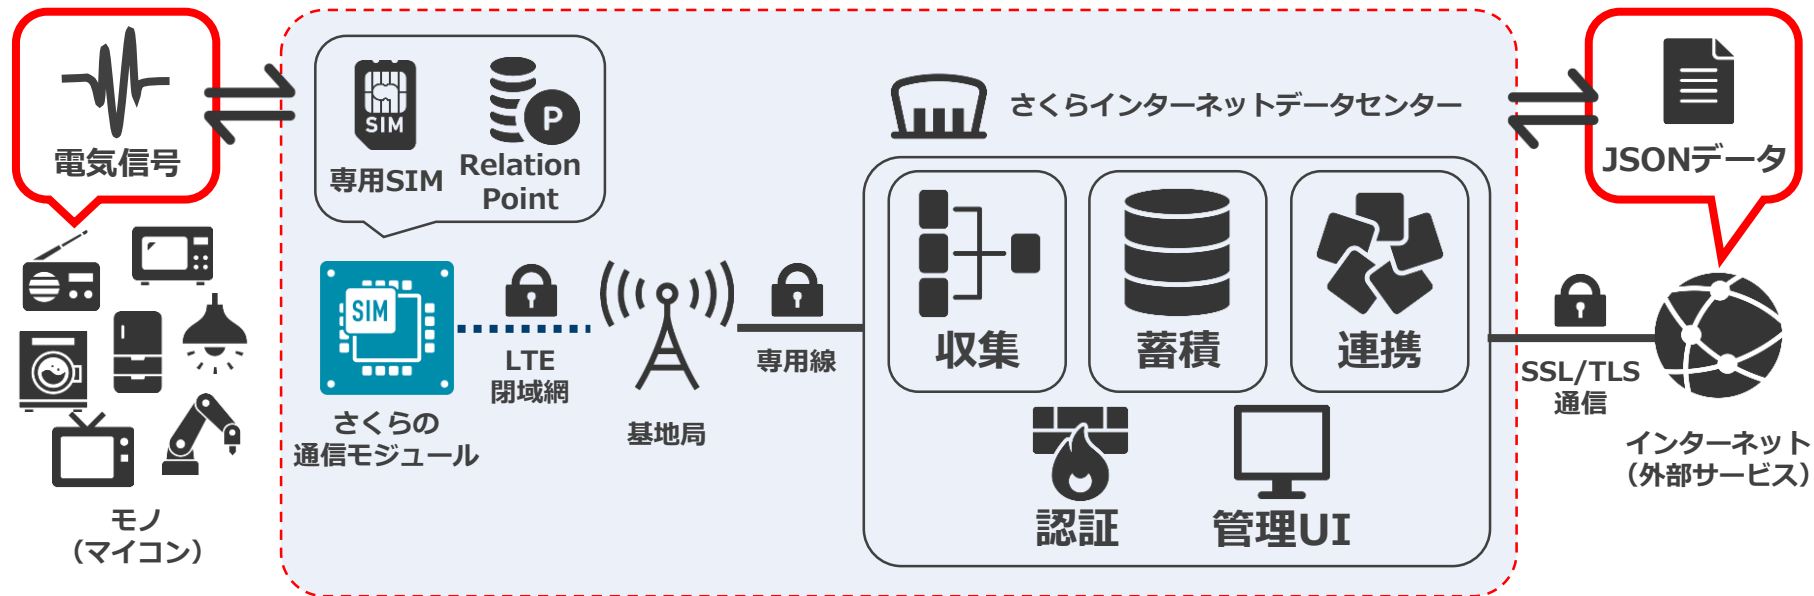 電気信号
モノ
（マイコン）
SIM
専用SIM
P
Relation
Point
SIM
さくらの
通信モジュール
LTE
閉域網
基地局
専用線
さくらインターネットデータセンター
収集
蓄積
連携
認証
管理UI
JSONデータ
SSL/TLS
通信
インターネット
（外部サービス）